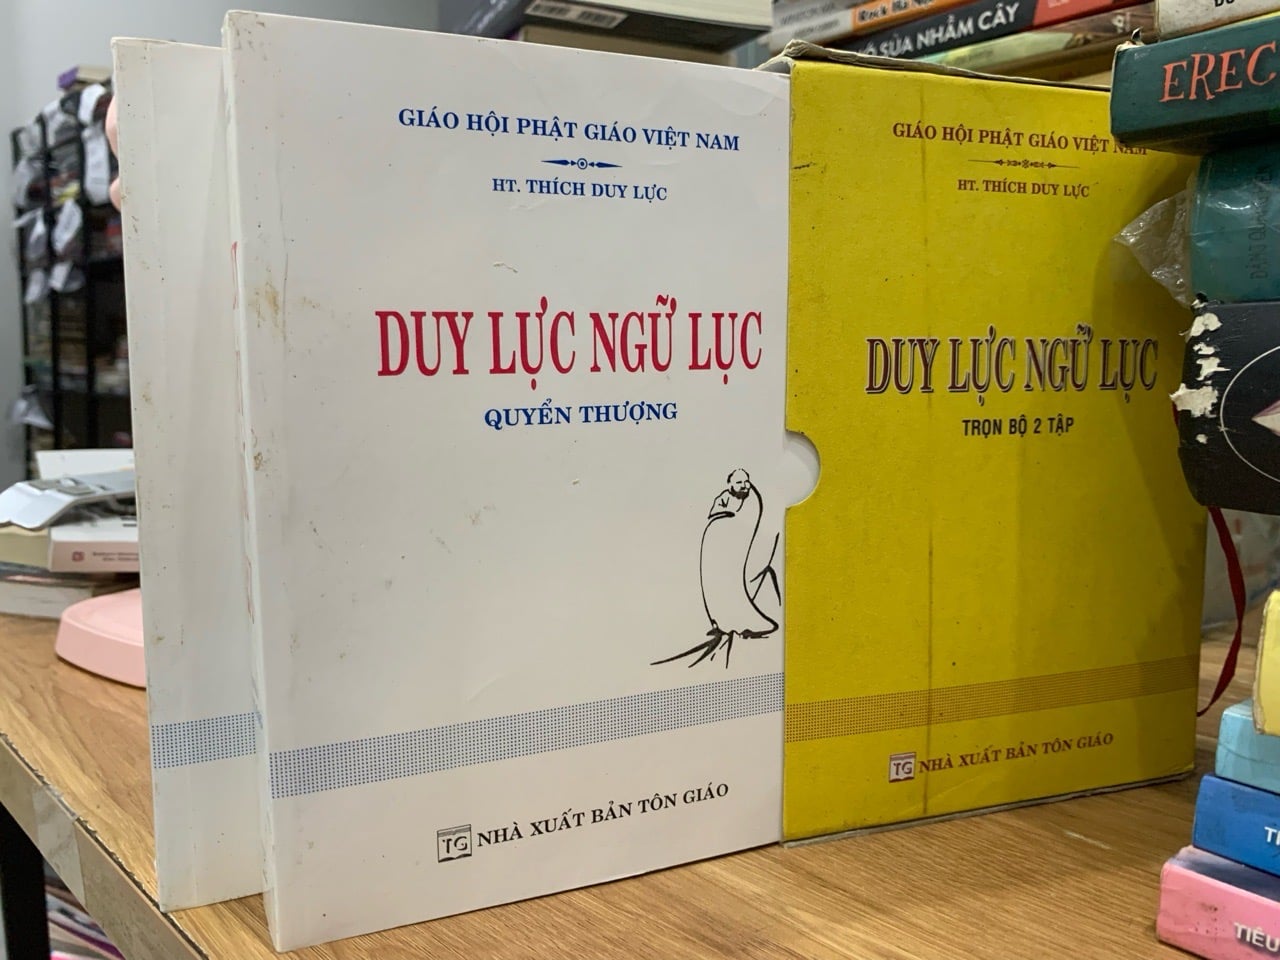 GIÁO HỘI PHẬT GIÁO VIỆT NAM
HT. THÍCH DUY LỰC
DUY LỰC NGỮ LỤC
QUYỂN THƯỢNG
TG NHÀ XUẤT BẢN TÔN GIÁO
GIÁO HỘI PHẬT GIÁO VIỆT NAM
HT. THÍCH DUY LỰC
DUY LỰC NGỮ LỤC
TRỌN BỘ 2 TẬP
TG NHÀ XUẤT BẢN TÔN GIÁO
SỦA NHẦM CÂY
EREC
TIÊU